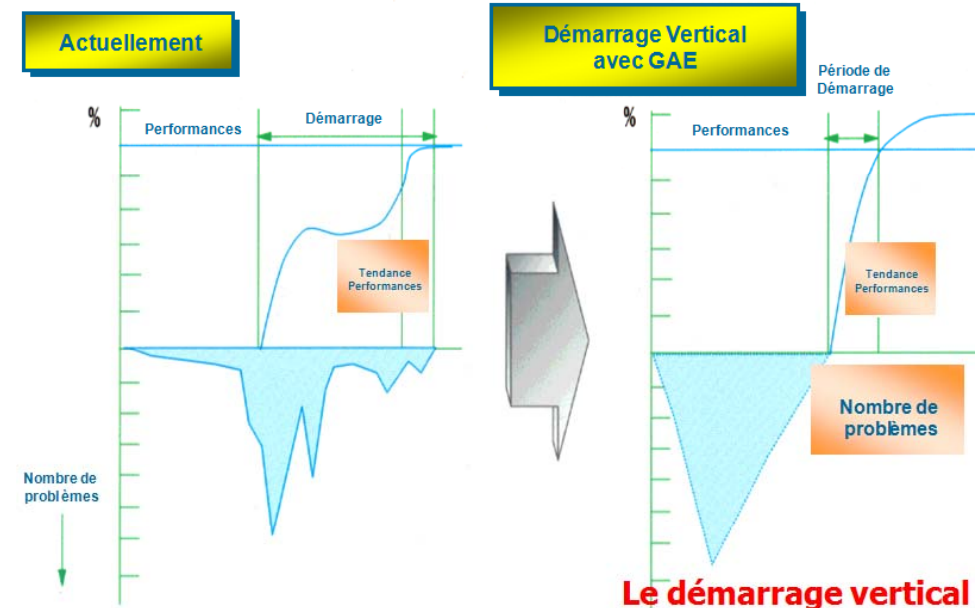 Actuellement
Démarrage Vertical
avec GAE
Période de
Démarrage
%
Performances
Démarrage
Tendance
Performances
Nombre de
problèmes
%
Performances
Tendance
Performances
Nombre de
problèmes
Le démarrage vertical